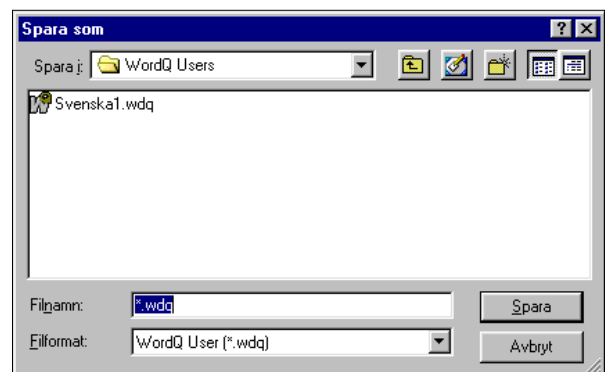 Spara som
Spara i: WordQ Users
Svenska1.wdq
Filnamn: *.wdq Spara
Filformat: WordQ User (*.wdq) Avbryt